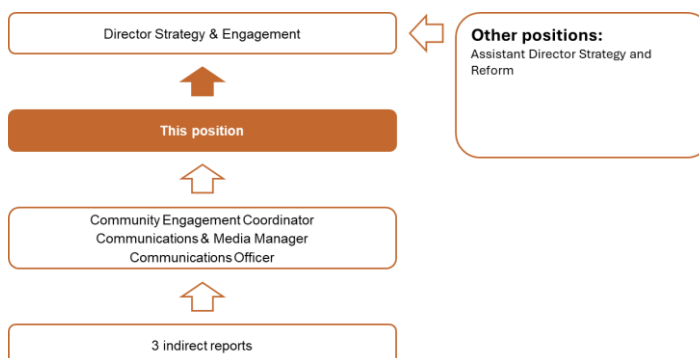 Director Strategy & Engagement
Other positions:
Assistant Director Strategy and
Reform
This position
Community Engagement Coordinator
Communications & Media Manager
Communications Officer
3 indirect reports